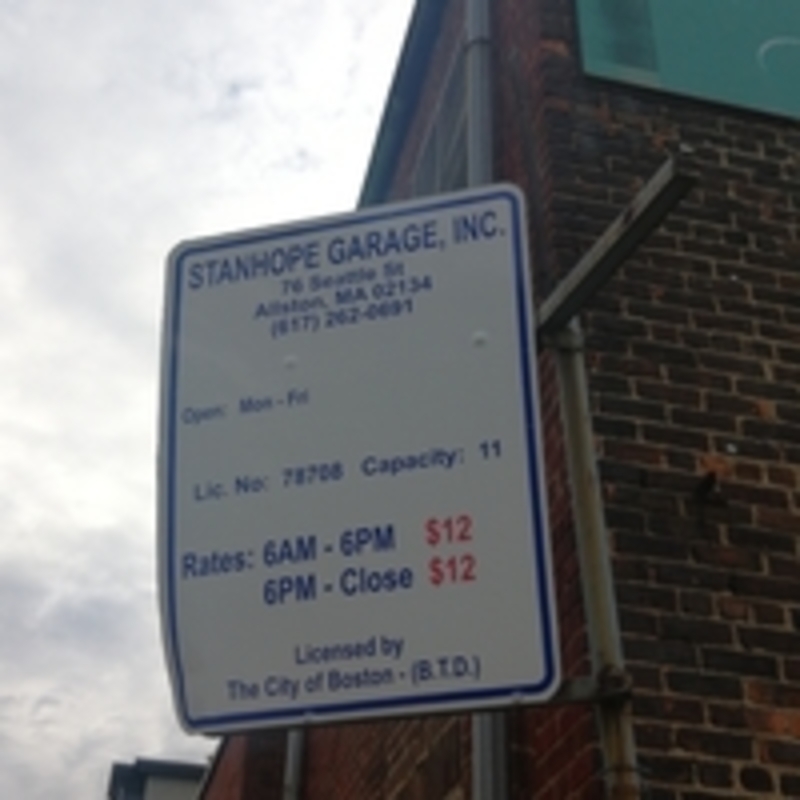 STANHOPE GARAGE, INC.
76 Seattle St
Allston, MA 02134
(617) 262-0691
Open: Mon - Fri
Lic. No: 78708 Capacity: 11
Rates: 6AM - 6PM $12
6PM - Close $12
Licensed by
The City of Boston - (B.T.D.)